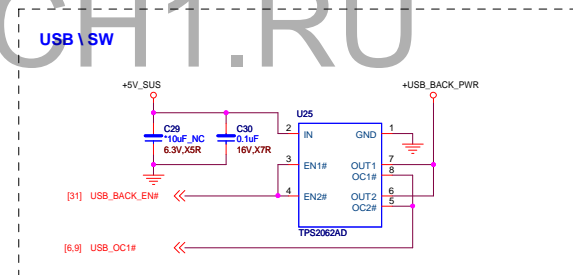 CH1.RU
USB \ SW
+5V_SUS
+USB_BACK_PWR
U25
C29
*10uF_NC
6.3V,X5R
C30
0.1uF
16V,X7R
2 IN GND 1
3 EN1# OUT1 7
OC1# 8
4 EN2# OUT2 6
OC2# 5
TPS2062AD
[31] USB_BACK_EN#
[6,9] USB_OC1#